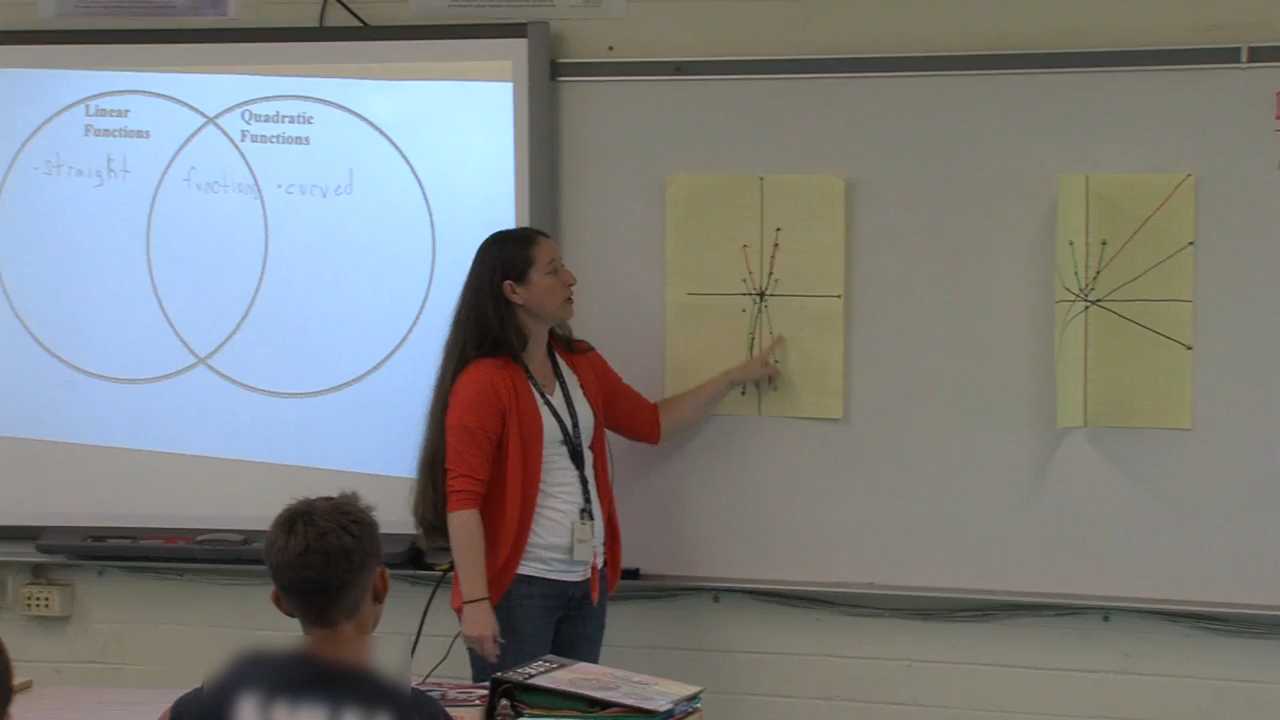 Linear
Functions
Quadratic
Functions
-straight
functions
•curved